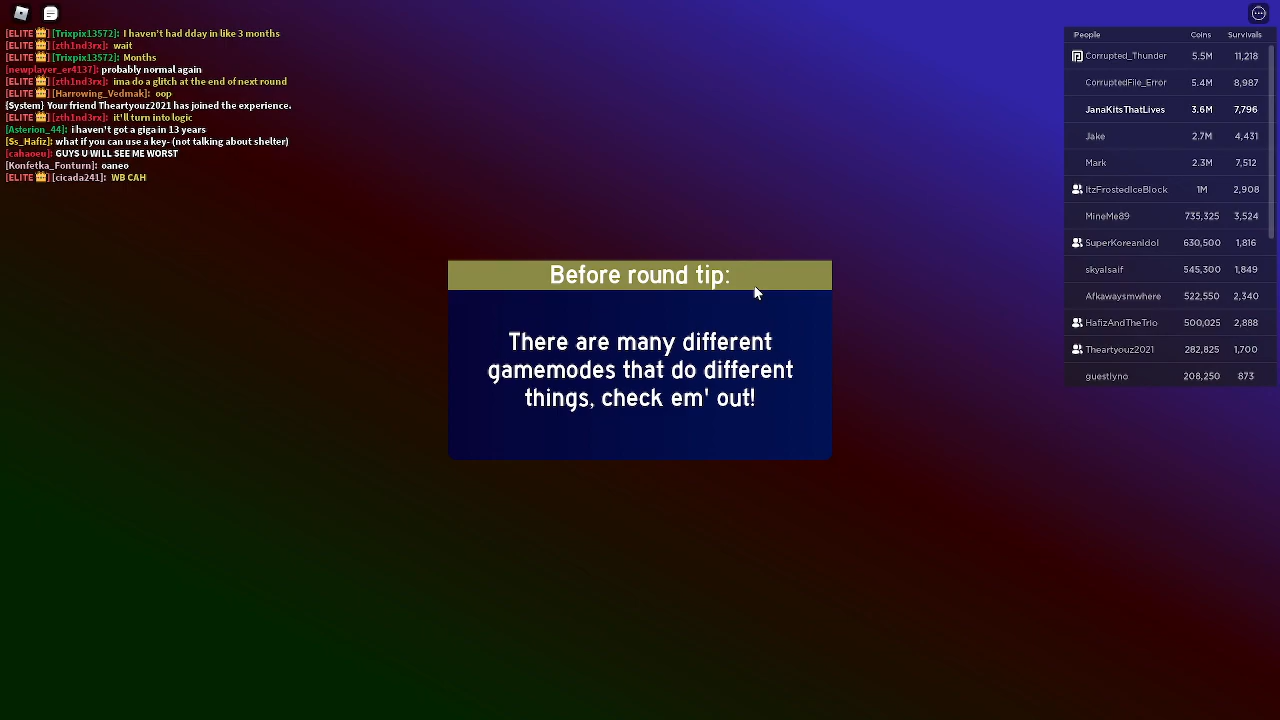 [ELITE] [Trixpix13572]: I haven't had dday in like 3 months
[ELITE] [zth1nd3rx]: wait
[ELITE] [Trixpix13572]: Months
[newplayer_er4137]: probably normal again
[ELITE] [zth1nd3rx]: ima do a glitch at the end of next round
[ELITE] [Harrowing_Vedmak]: oop
{System} Your friend Theartyouz2021 has joined the experience.
[ELITE] [zth1nd3rx]: it'll turn into logic
[Asterion_44]: i haven't got a giga in 13 years
[$s_Hafiz]: what if you can use a key- (not talking about shelter)
[cahaoeu]: GUYS U WILL SEE ME WORST
[Konfetka_Fonturn]: oaneo
[ELITE] [cicada241]: WB CAH
Before round tip:
There are many different
gamemodes that do different
things, check em' out!
People Coins Survivals
Corrupted_Thunder 5.5M 11,218
CorruptedFile_Error 5.4M 8,987
JanaKitsThatLives 3.6M 7,796
Jake 2.7M 4,431
Mark 2.3M 7,512
ItzFrostedIceBlock 1M 2,908
MineMe89 735,325 3,524
SuperKoreanIdol 630,500 1,816
skyalsalf 545,300 1,849
Afkawaysmwhere 522,550 2,340
HafizAndTheTrio 500,025 2,888
Theartyouz2021 282,825 1,700
guestlyno 208,250 873